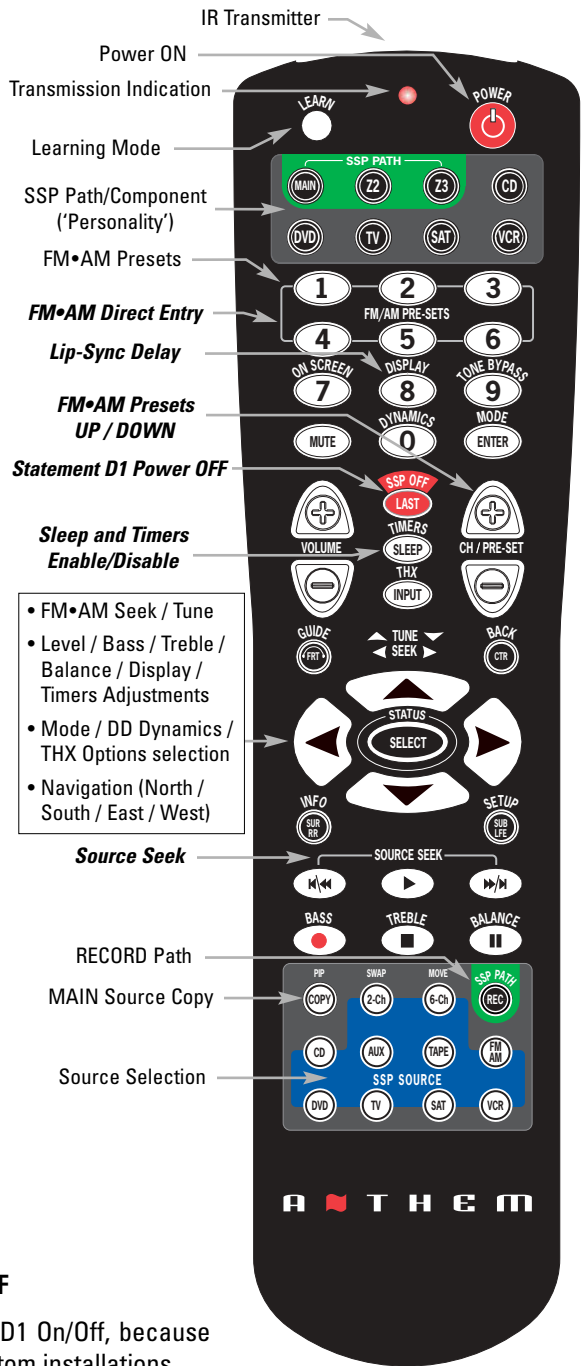 IR Transmitter
Power ON
Transmission Indication
LEARN
POWER
Learning Mode
SSP PATH
MAIN Z2 Z3 CD
SSP Path/Component
('Personality')
DVD TV SAT VCR
FM•AM Presets
1 2 3
FM•AM Direct Entry
FM/AM PRE-SETS
4 5 6
Lip-Sync Delay
ON SCREEN DISPLAY TONE BYPASS
7 8 9
FM•AM Presets
UP / DOWN
DYNAMICS MODE
MUTE 0 ENTER
Statement D1 Power OFF
SSP OFF
LAST
TIMERS
Sleep and Timers
Enable/Disable
VOLUME SLEEP CH / PRE-SET
THX
INPUT
• FM•AM Seek / Tune
• Level / Bass / Treble /
Balance / Display /
Timers Adjustments
• Mode / DD Dynamics /
THX Options selection
• Navigation (North /
South / East / West)
GUIDE TUNE BACK
FRT SEEK CTR
STATUS
SELECT
INFO SETUP
SUR
RR
SUB
LFE
Source Seek
SOURCE SEEK
BASS TREBLE BALANCE
RECORD Path
PIP SWAP MOVE SSP PATH
MAIN Source Copy
COPY 2-Ch 6-Ch REC
CD AUX TAPE FM
AM
Source Selection
SSP SOURCE
DVD TV SAT VCR
ANTHEM
F
D1 On/Off, because
tom installations